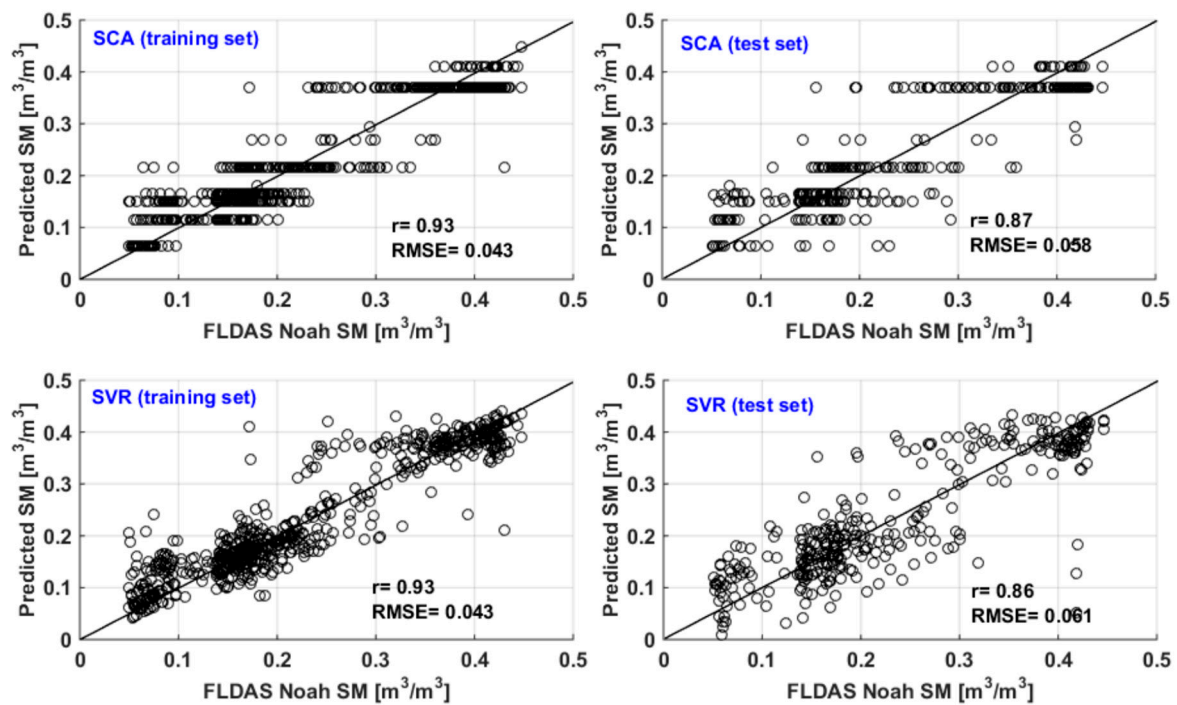 SCA (training set)
Predicted SM [m³/m³]
0.5
0.4
0.3
0.2
0.1
0
r= 0.93
RMSE= 0.043
0 0.1 0.2 0.3 0.4 0.5
FLDAS Noah SM [m³/m³]
SCA (test set)
Predicted SM [m³/m³]
0.5
0.4
0.3
0.2
0.1
0
r= 0.87
RMSE= 0.058
0 0.1 0.2 0.3 0.4 0.5
FLDAS Noah SM [m³/m³]
SVR (training set)
Predicted SM [m³/m³]
0.5
0.4
0.3
0.2
0.1
0
r= 0.93
RMSE= 0.043
0 0.1 0.2 0.3 0.4 0.5
FLDAS Noah SM [m³/m³]
SVR (test set)
Predicted SM [m³/m³]
0.5
0.4
0.3
0.2
0.1
0
r= 0.86
RMSE= 0.061
0 0.1 0.2 0.3 0.4 0.5
FLDAS Noah SM [m³/m³]